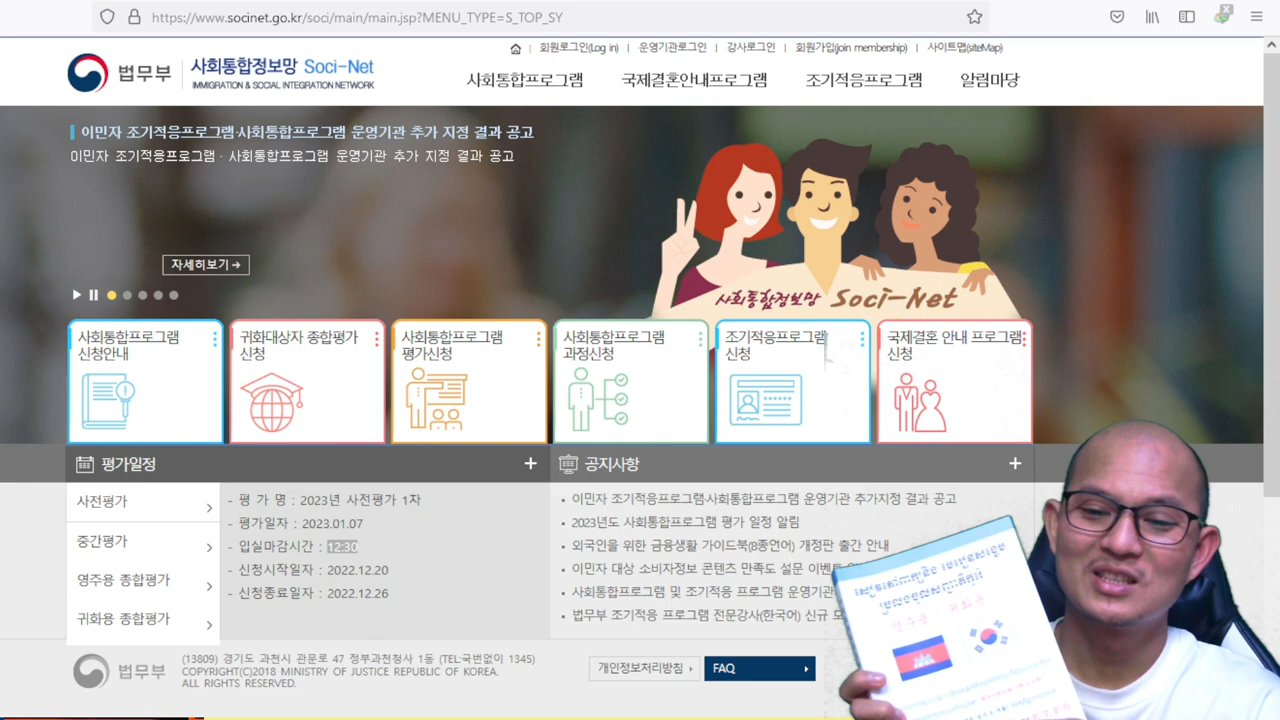 https://www.socinet.go.kr/soci/main/main.jsp?MENU_TYPE=S_TOP_SY
회원로그인(Log in) | 운영기관로그인 | 강사로그인 | 회원가입(join membership) | 사이트맵(siteMap)
법무부
사회통합정보망 Soci-Net
IMMIGRATION & SOCIAL INTEGRATION NETWORK
사회통합프로그램
국제결혼안내프로그램
조기적응프로그램
알림마당
이민자 조기적응프로그램·사회통합프로그램 운영기관 추가 지정 결과 공고
이민자 조기적응프로그램 · 사회통합프로그램 운영기관 추가 지정 결과 공고
자세히보기
사회통합정보망 Soci-Net
사회통합프로그램
신청안내
귀화대상자 종합평가
신청
사회통합프로그램
평가신청
사회통합프로그램
과정신청
조기적응프로그램
신청
국제결혼 안내 프로그램
신청
평가일정
사전평가
중간평가
영주용 종합평가
귀화용 종합평가
- 평 가 명 : 2023년 사전평가 1차
- 평가일자 : 2023.01.07
- 입실마감시간 : 12:30
- 신청시작일자 : 2022.12.20
- 신청종료일자 : 2022.12.26
공지사항
• 이민자 조기적응프로그램·사회통합프로그램 운영기관 추가지정 결과 공고
• 2023년도 사회통합프로그램 평가 일정 알림
• 외국인을 위한 금융생활 가이드북(8종언어) 개정판 출간 안내
• 이민자 대상 소비자정보 콘텐츠 만족도 설문 이벤트
• 사회통합프로그램 및 조기적응 프로그램 운영기관
• 법무부 조기적응 프로그램 전문강사(한국어) 신규
영주용 · 귀화용
법무부
(13809) 경기도 과천시 관문로 47 정부과천청사 1동 (TEL:국번없이 1345)
COPYRIGHT(C)2018 MINISTRY OF JUSTICE REPUBLIC OF KOREA.
ALL RIGHTS RESERVED.
개인정보처리방침
FAQ